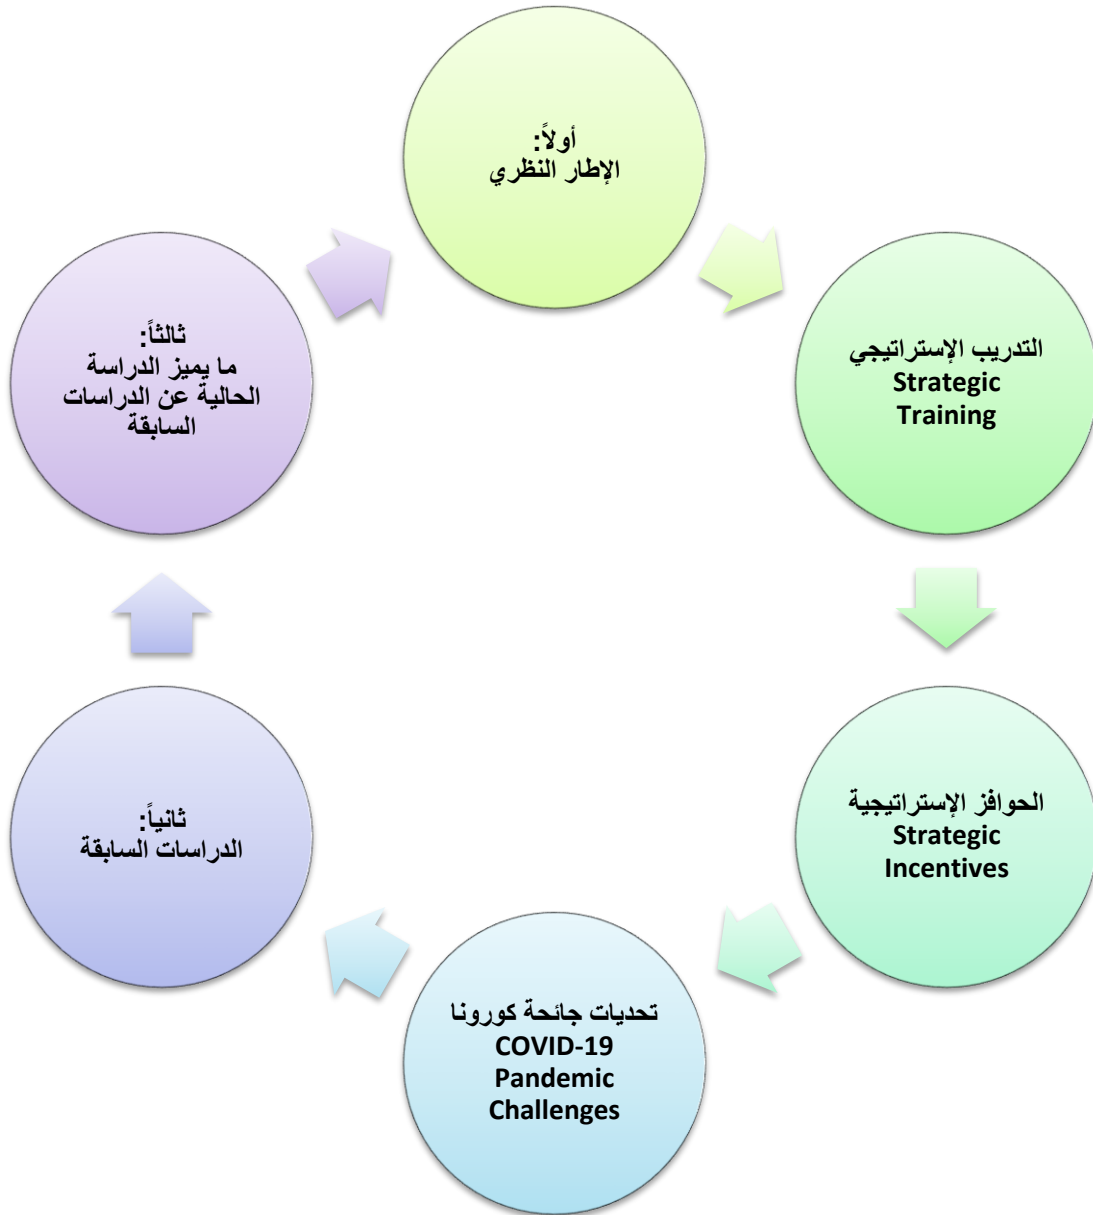 أولاً:
الإطار النظري
التدريب الإستراتيجي
Strategic
Training
الحوافز الإستراتيجية
Strategic
Incentives
تحديات جائحة كورونا
COVID-19
Pandemic
Challenges
ثانياً:
الدراسات السابقة
ثالثاً:
ما يميز الدراسة
الحالية عن الدراسات
السابقة